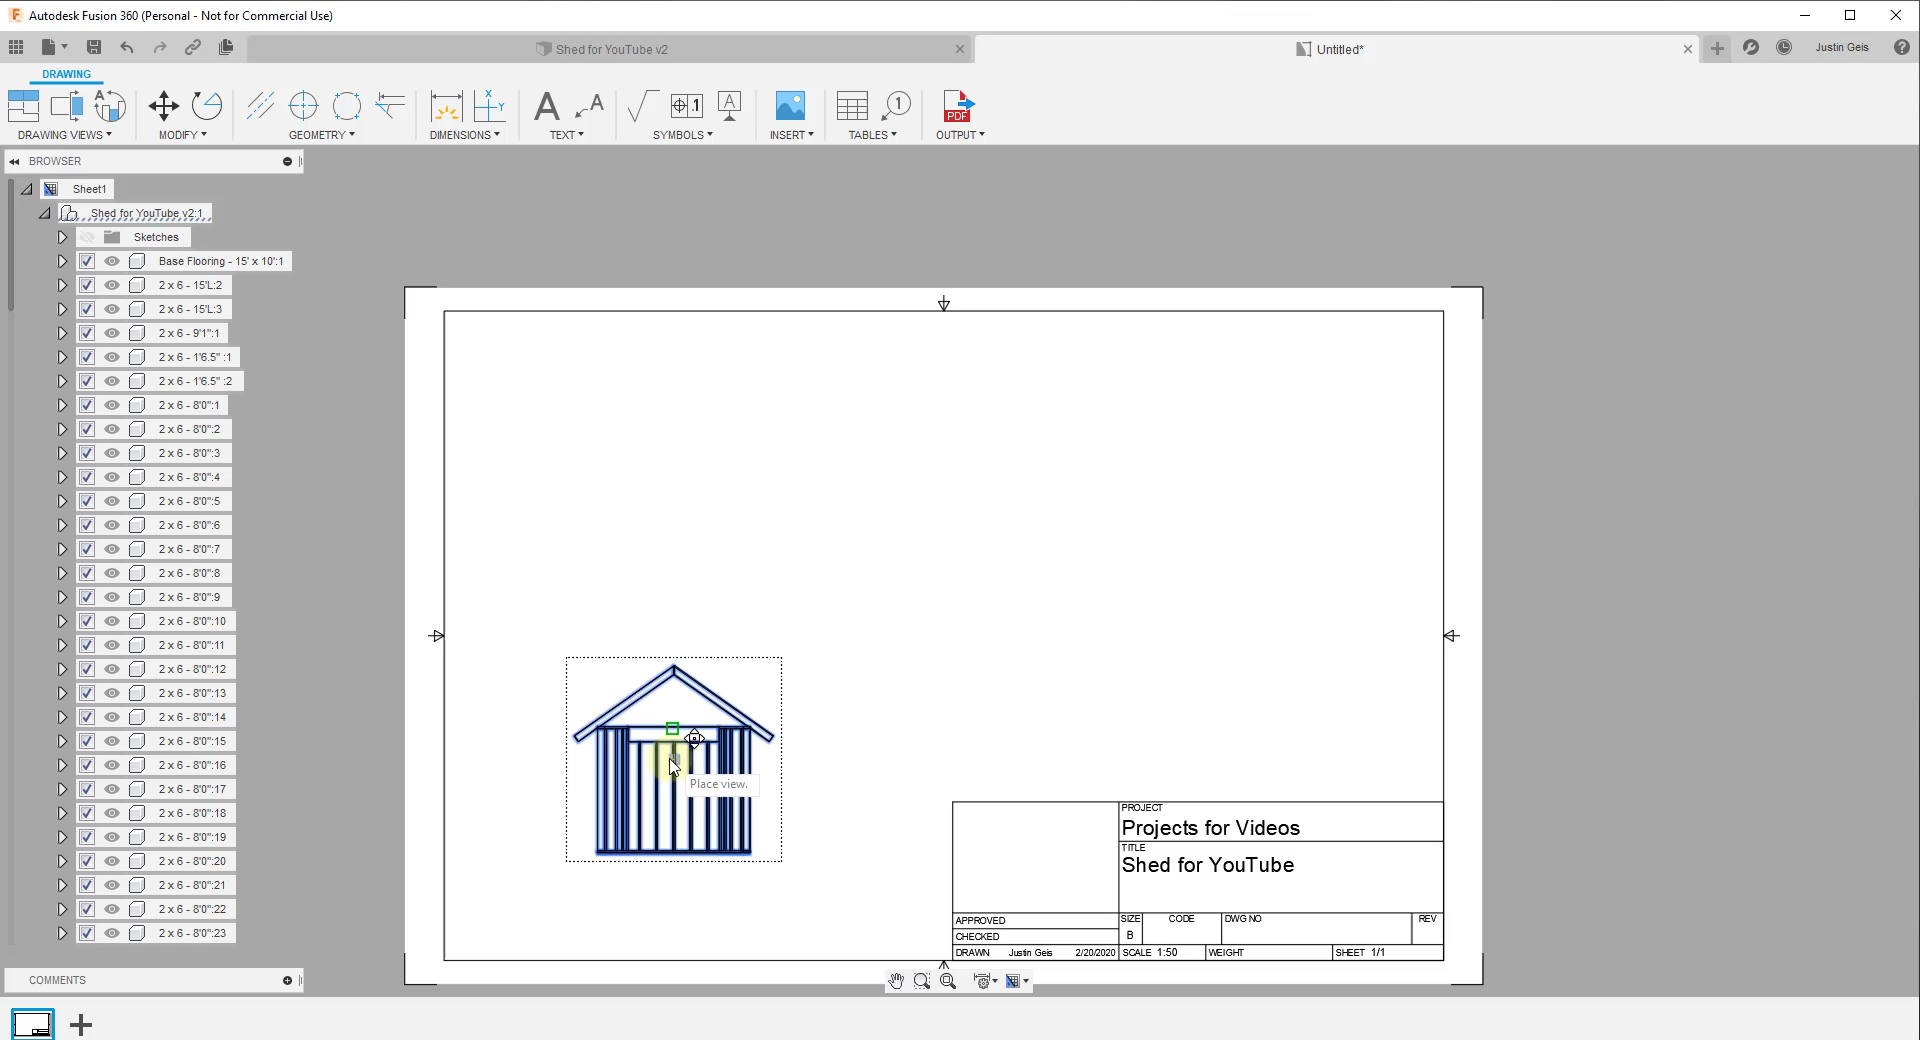 Autodesk Fusion 360 (Personal - Not for Commercial Use)
Shed for YouTube v2
Untitled*
Justin Geis
DRAWING
DRAWING VIEWS
MODIFY
GEOMETRY
DIMENSIONS
TEXT
SYMBOLS
INSERT
TABLES
OUTPUT
BROWSER
Sheet1
Shed for YouTube v2:1
Sketches
Base Flooring - 15' x 10':1
2 x 6 - 15'L:2
2 x 6 - 15'L:3
2 x 6 - 9'1":1
2 x 6 - 1'6.5" :1
2 x 6 - 1'6.5" :2
2 x 6 - 8'0":1
2 x 6 - 8'0":2
2 x 6 - 8'0":3
2 x 6 - 8'0":4
2 x 6 - 8'0":5
2 x 6 - 8'0":6
2 x 6 - 8'0":7
2 x 6 - 8'0":8
2 x 6 - 8'0":9
2 x 6 - 8'0":10
2 x 6 - 8'0":11
2 x 6 - 8'0":12
2 x 6 - 8'0":13
2 x 6 - 8'0":14
2 x 6 - 8'0":15
2 x 6 - 8'0":16
2 x 6 - 8'0":17
2 x 6 - 8'0":18
2 x 6 - 8'0":19
2 x 6 - 8'0":20
2 x 6 - 8'0":21
2 x 6 - 8'0":22
2 x 6 - 8'0":23
COMMENTS
Place view.
PROJECT
Projects for Videos
TITLE
Shed for YouTube
APPROVED
CHECKED
DRAWN Justin Geis 2/20/2020
SIZE
B
CODE
DWG NO
REV
SCALE 1:50
WEIGHT
SHEET 1/1